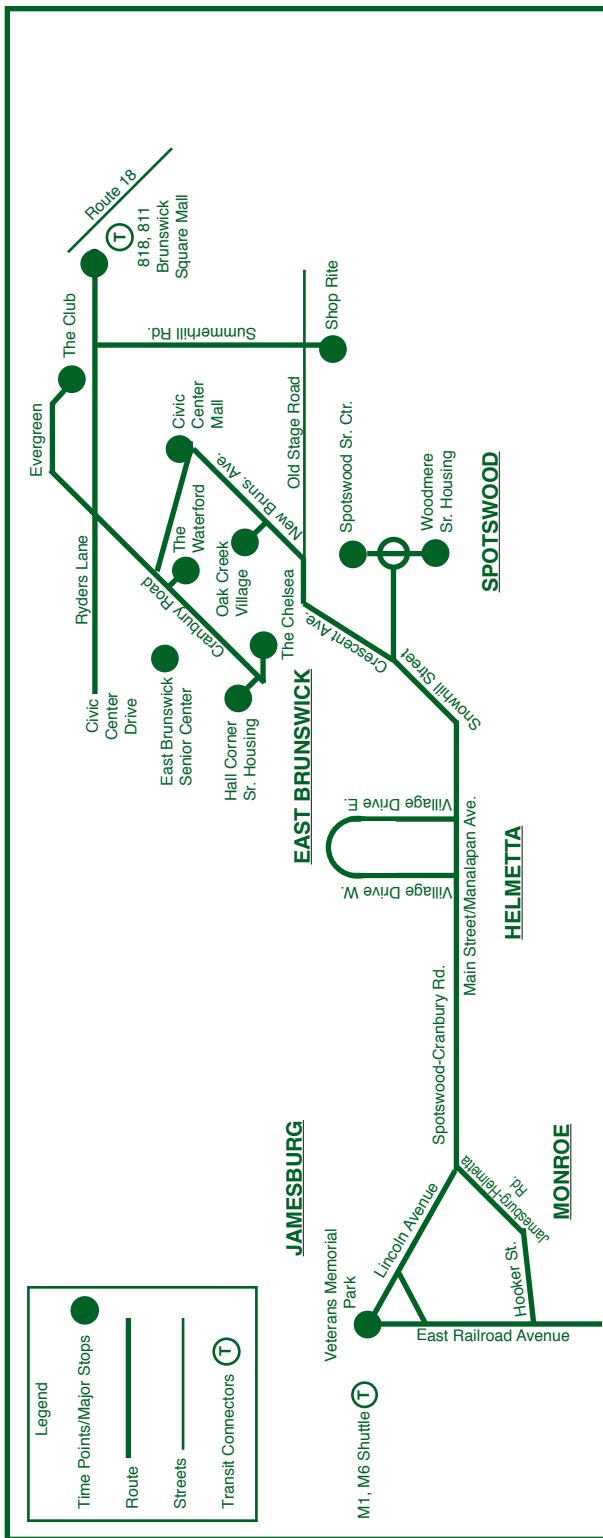 Legend
Time Points/Major Stops
Route
Streets
Transit Connectors T
M1, M6 Shuttle T
Veterans Memorial
Park
JAMESBURG
Lincoln Avenue
East Railroad Avenue
Hooker St.
Jamesburg-Helmetta
Rd.
MONROE
Spotswood-Cranbury Rd.
Main Street/Manalapan Ave.
HELMETTA
Village Drive W.
Village Drive E.
EAST BRUNSWICK
Snowhill Street
Crescent Ave.
SPOTSWOOD
Woodmere
Sr. Housing
Spotswood Sr. Ctr.
Hall Corner
Sr. Housing
The Chelsea
East Brunswick
Senior Center
Civic
Center
Drive
Cranbury Road
Oak Creek
Village
The
Waterford
New Bruns. Ave.
Old Stage Road
Civic
Center
Mall
Ryders Lane
Evergreen
The Club
Summerhill Rd.
Shop Rite
Route 18
T
818, 811
Brunswick
Square Mall